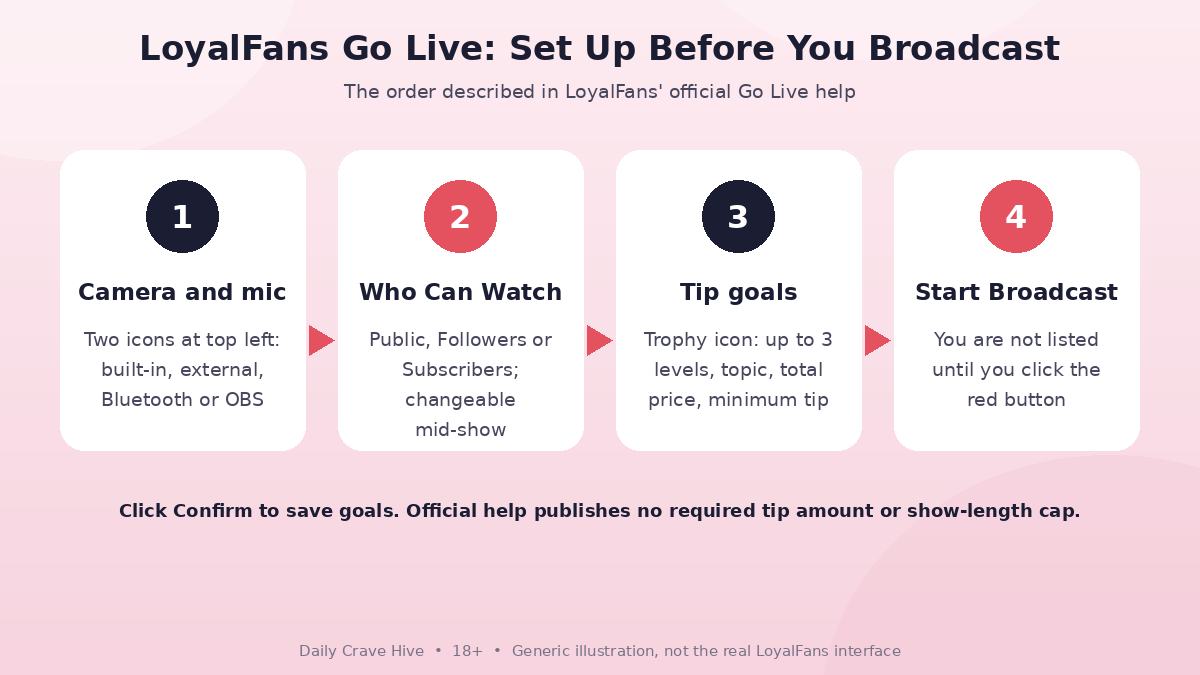 LoyalFans Go Live: Set Up Before You Broadcast
The order described in LoyalFans' official Go Live help
1
Camera and mic
Two icons at top left:
built-in, external,
Bluetooth or OBS
2
Who Can Watch
Public, Followers or
Subscribers;
changeable
mid-show
3
Tip goals
Trophy icon: up to 3
levels, topic, total
price, minimum tip
4
Start Broadcast
You are not listed
until you click the
red button
Click Confirm to save goals. Official help publishes no required tip amount or show-length cap.
Daily Crave Hive • 18+ • Generic illustration, not the real LoyalFans interface